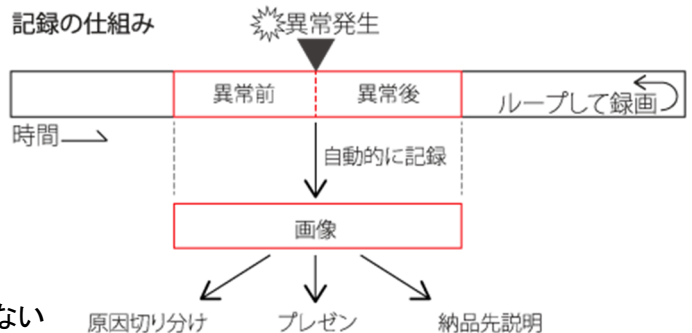 記録の仕組み
異常発生
異常前
異常後
ループして録画
時間
自動的に記録
画像
ない
原因切り分け
プレゼン
納品先説明